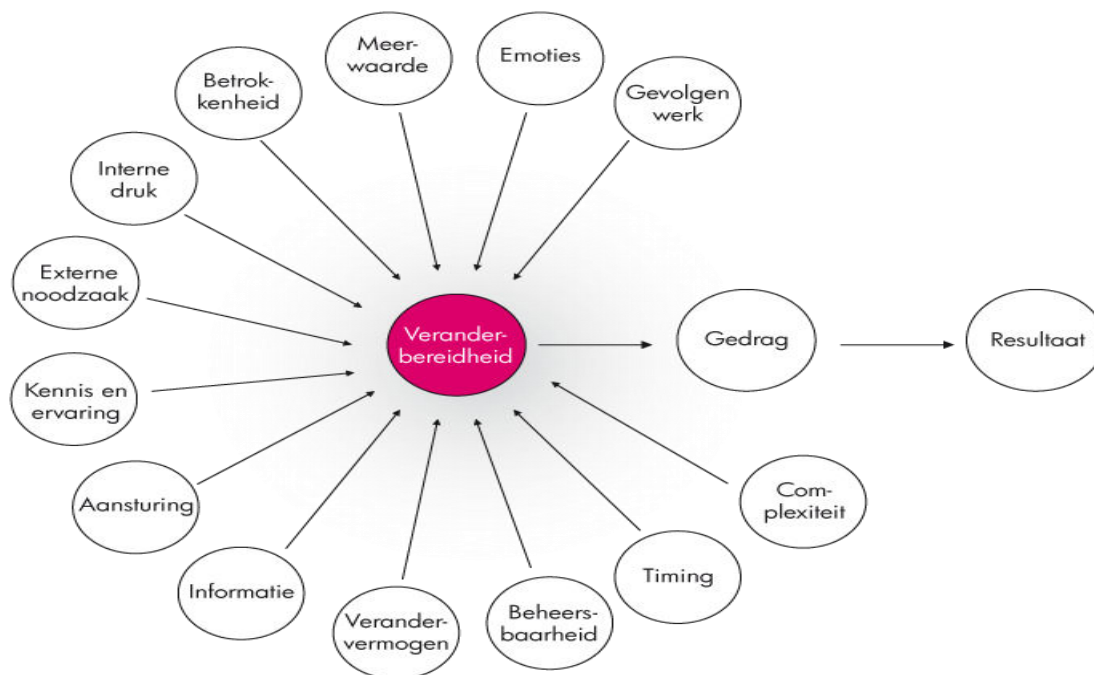 Meer-
waarde
Emoties
Betrok-
kenheid
Gevolgen
werk
Interne
druk
Externe
noodzaak
Verander-
bereidheid
Gedrag
Resultaat
Kennis en
ervaring
Aansturing
Com-
plexiteit
Informatie
Timing
Verander-
vermogen
Beheers-
baarheid